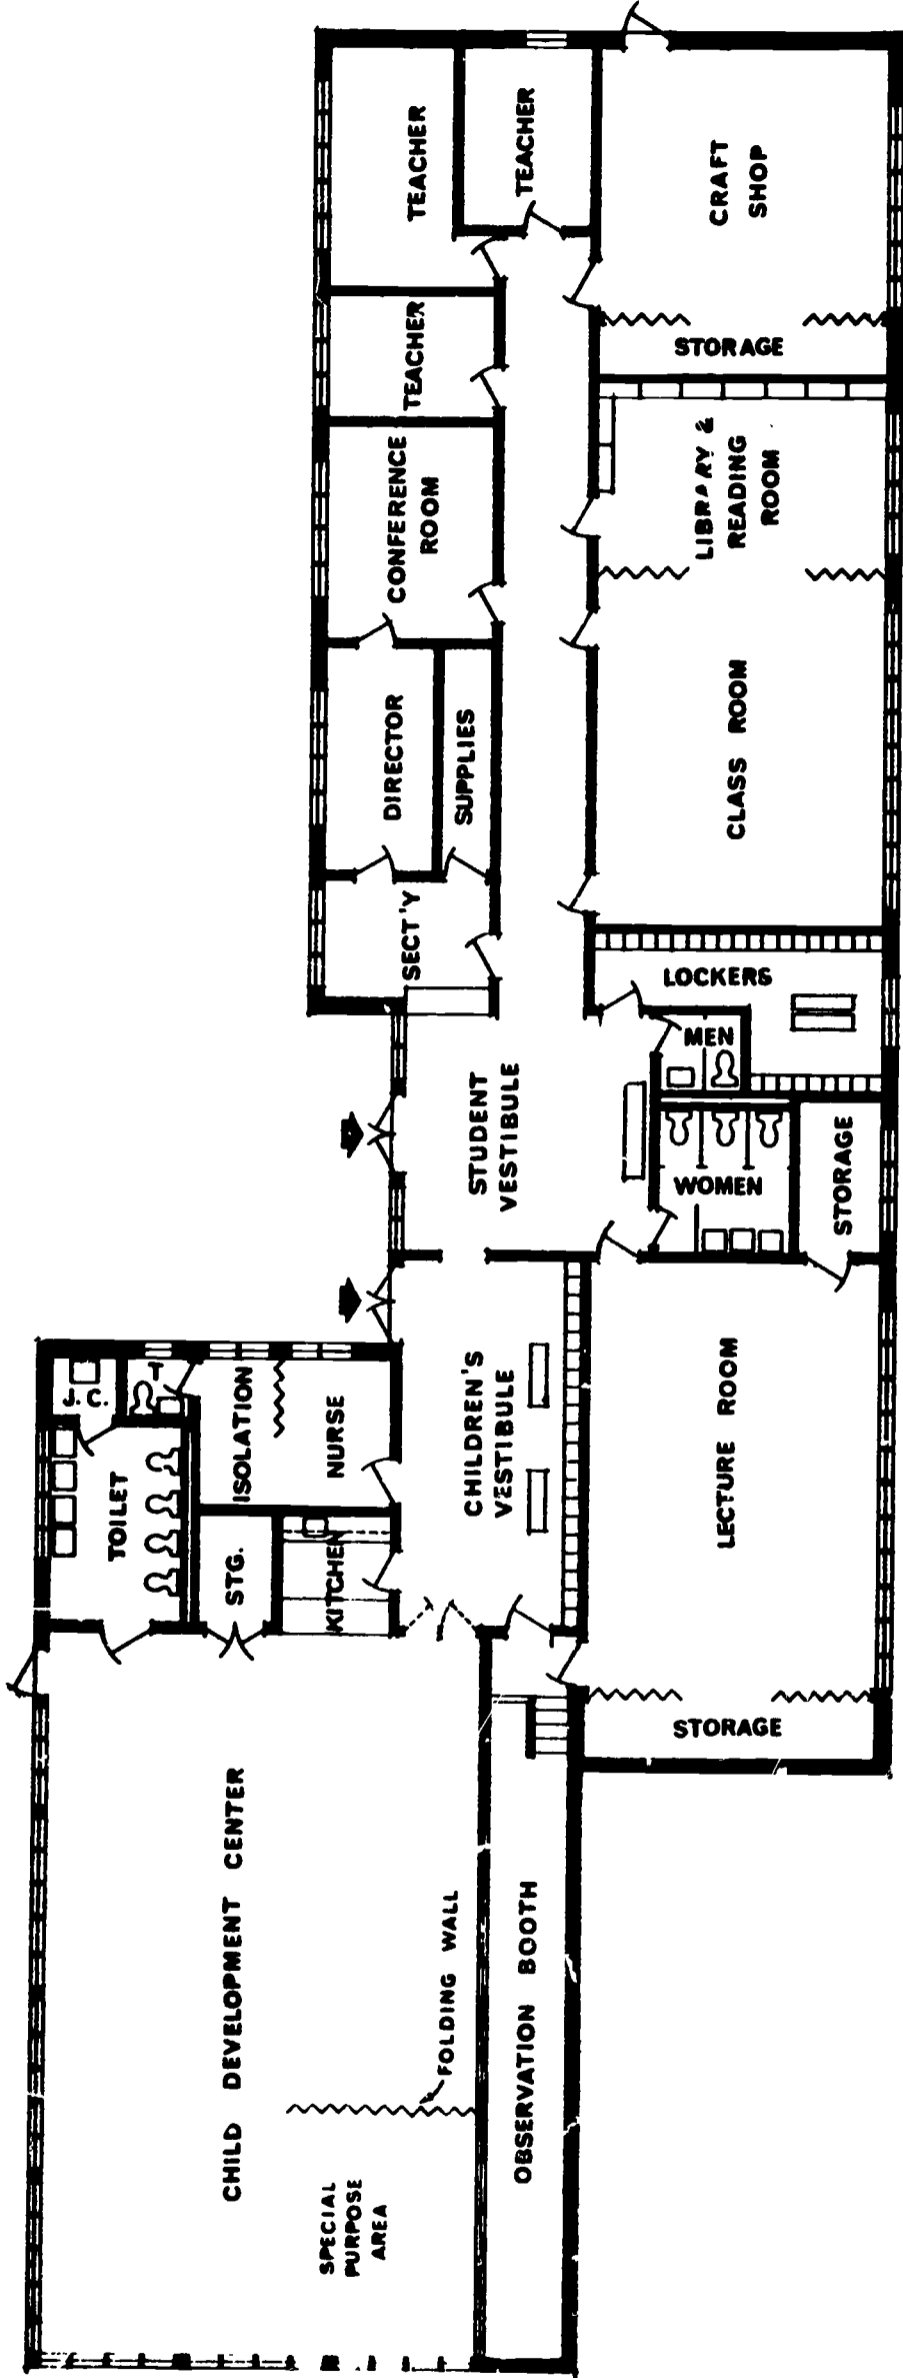 TEACHER
TEACHER
CRAFT
SHOP
TEACHER
STORAGE
CONFERENCE
ROOM
LIBRARY &
READING
ROOM
DIRECTOR
SUPPLIES
CLASS ROOM
SECT'Y
LOCKERS
MEN
STUDENT
VESTIBULE
WOMEN
STORAGE
J. C.
T
ISOLATION
NURSE
TOILET
STG.
KITCHEN
CHILDREN'S
VESTIBULE
LECTURE ROOM
STORAGE
CHILD DEVELOPMENT CENTER
FOLDING WALL
OBSERVATION BOOTH
SPECIAL
PURPOSE
AREA